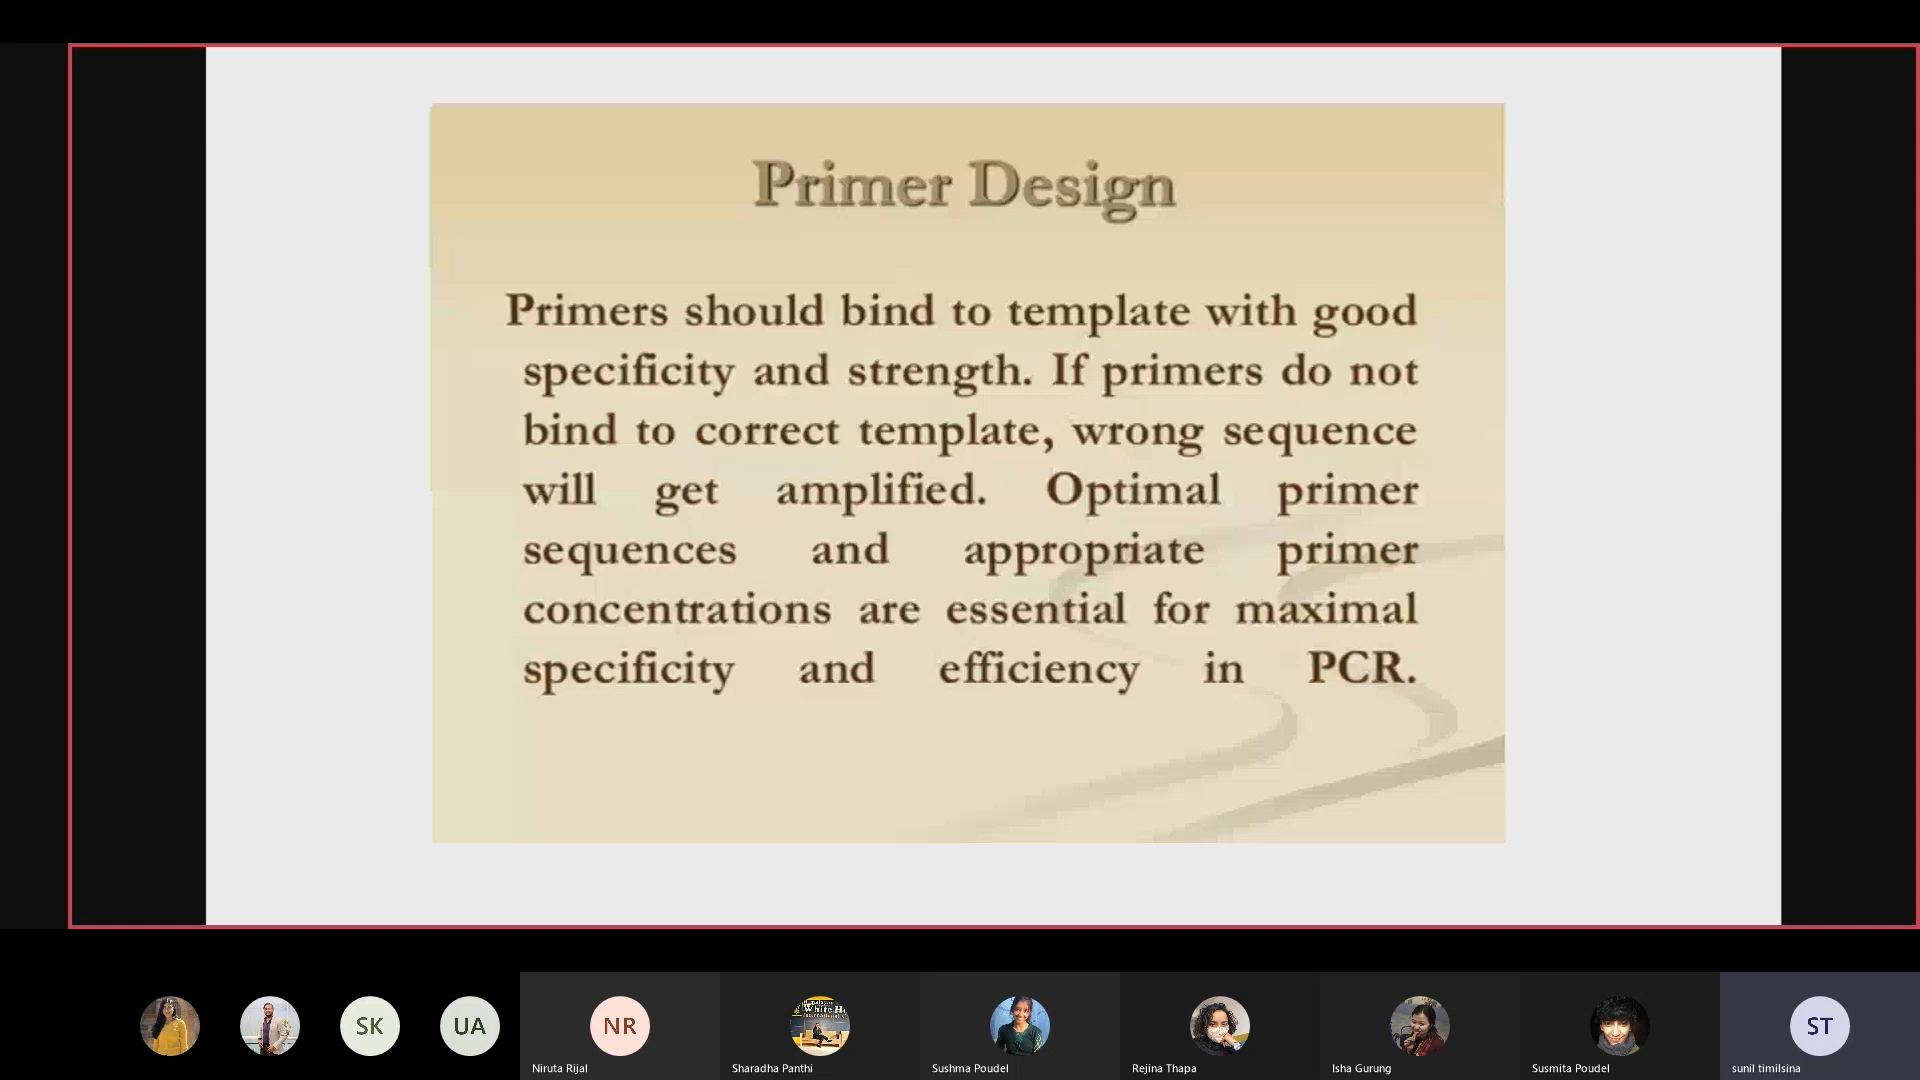 Primer Design
Primers should bind to template with good
specificity and strength. If primers do not
bind to correct template, wrong sequence
will get amplified. Optimal primer
sequences and appropriate primer
concentrations are essential for maximal
specificity and efficiency in PCR.
SK
UA
NR
White H
ST
Niruta Rijal
Sharadha Panthi
Sushma Poudel
Rejina Thapa
Isha Gurung
Susmita Poudel
sunil timilsina